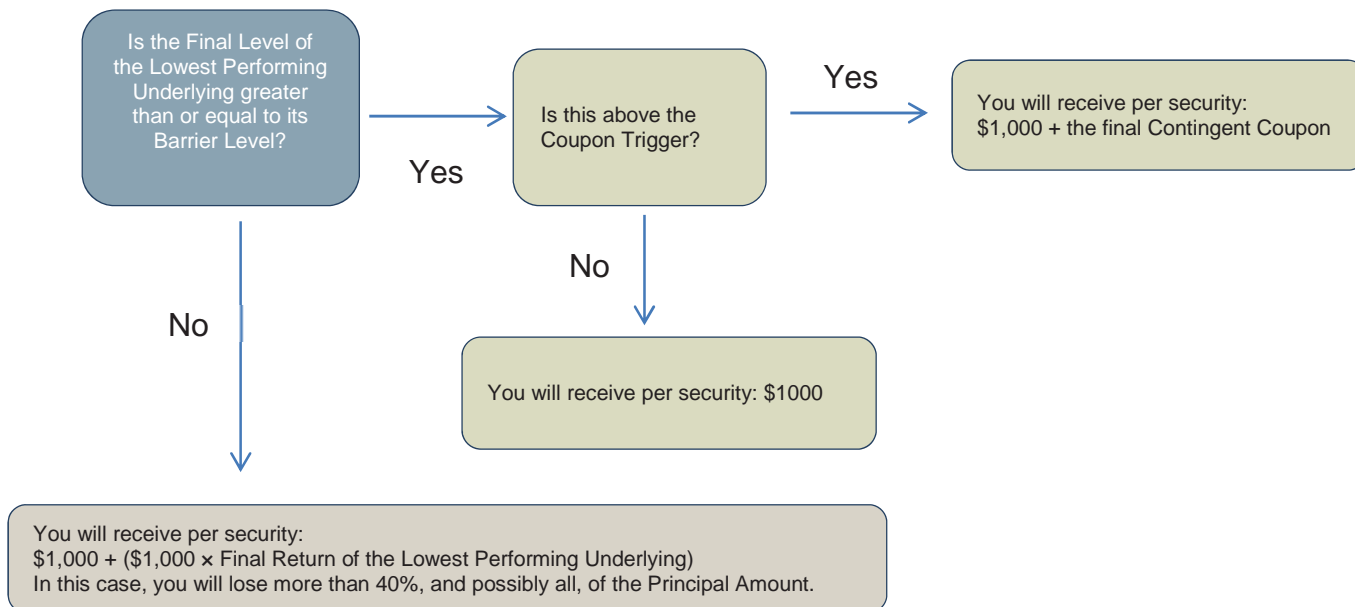 Is the Final Level of
the Lowest Performing
Underlying greater
than or equal to its
Barrier Level?
Yes
Is this above the
Coupon Trigger?
Yes
You will receive per security:
$1,000 + the final Contingent Coupon
No
You will receive per security: $1000
No
You will receive per security:
$1,000 + ($1,000 × Final Return of the Lowest Performing Underlying)
In this case, you will lose more than 40%, and possibly all, of the Principal Amount.